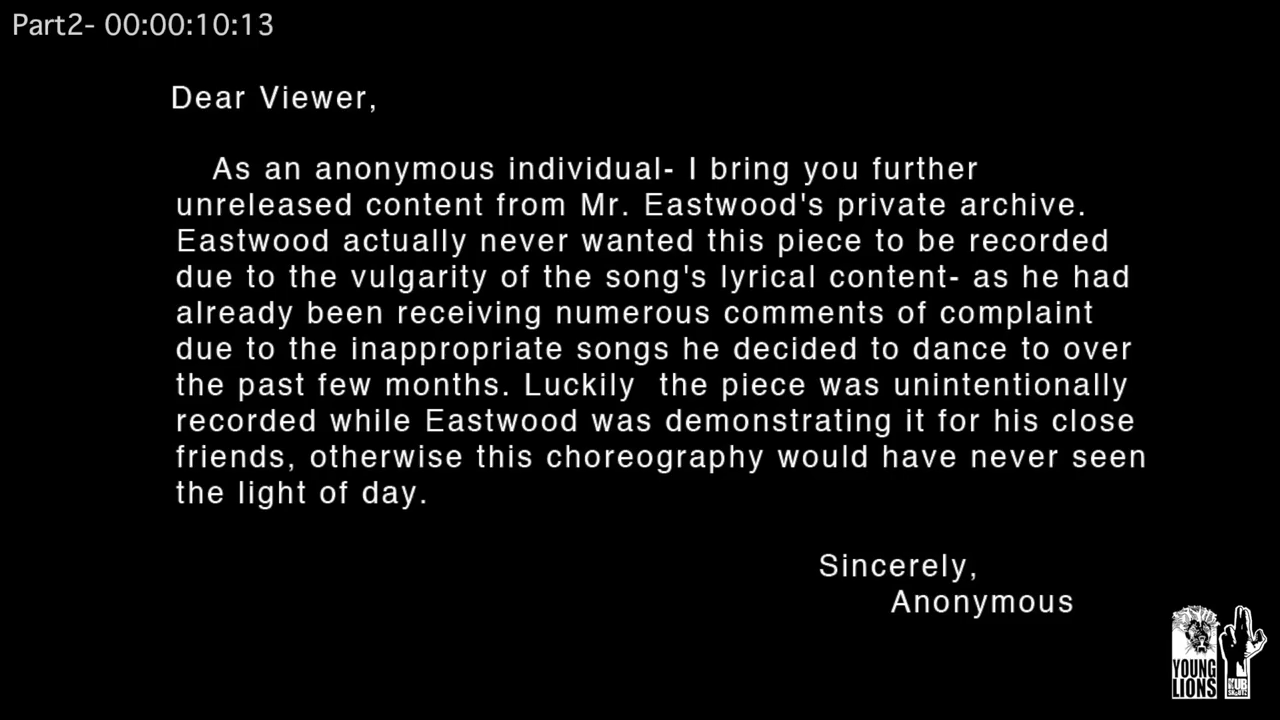 Part2- 00:00:10:13
Dear Viewer,
As an anonymous individual- I bring you further
unreleased content from Mr. Eastwood's private archive.
Eastwood actually never wanted this piece to be recorded
due to the vulgarity of the song's lyrical content- as he had
already been receiving numerous comments of complaint
due to the inappropriate songs he decided to dance to over
the past few months. Luckily  the piece was unintentionally
recorded while Eastwood was demonstrating it for his close
friends, otherwise this choreography would have never seen
the light of day.
Sincerely,
Anonymous
YOUNG
LIONS